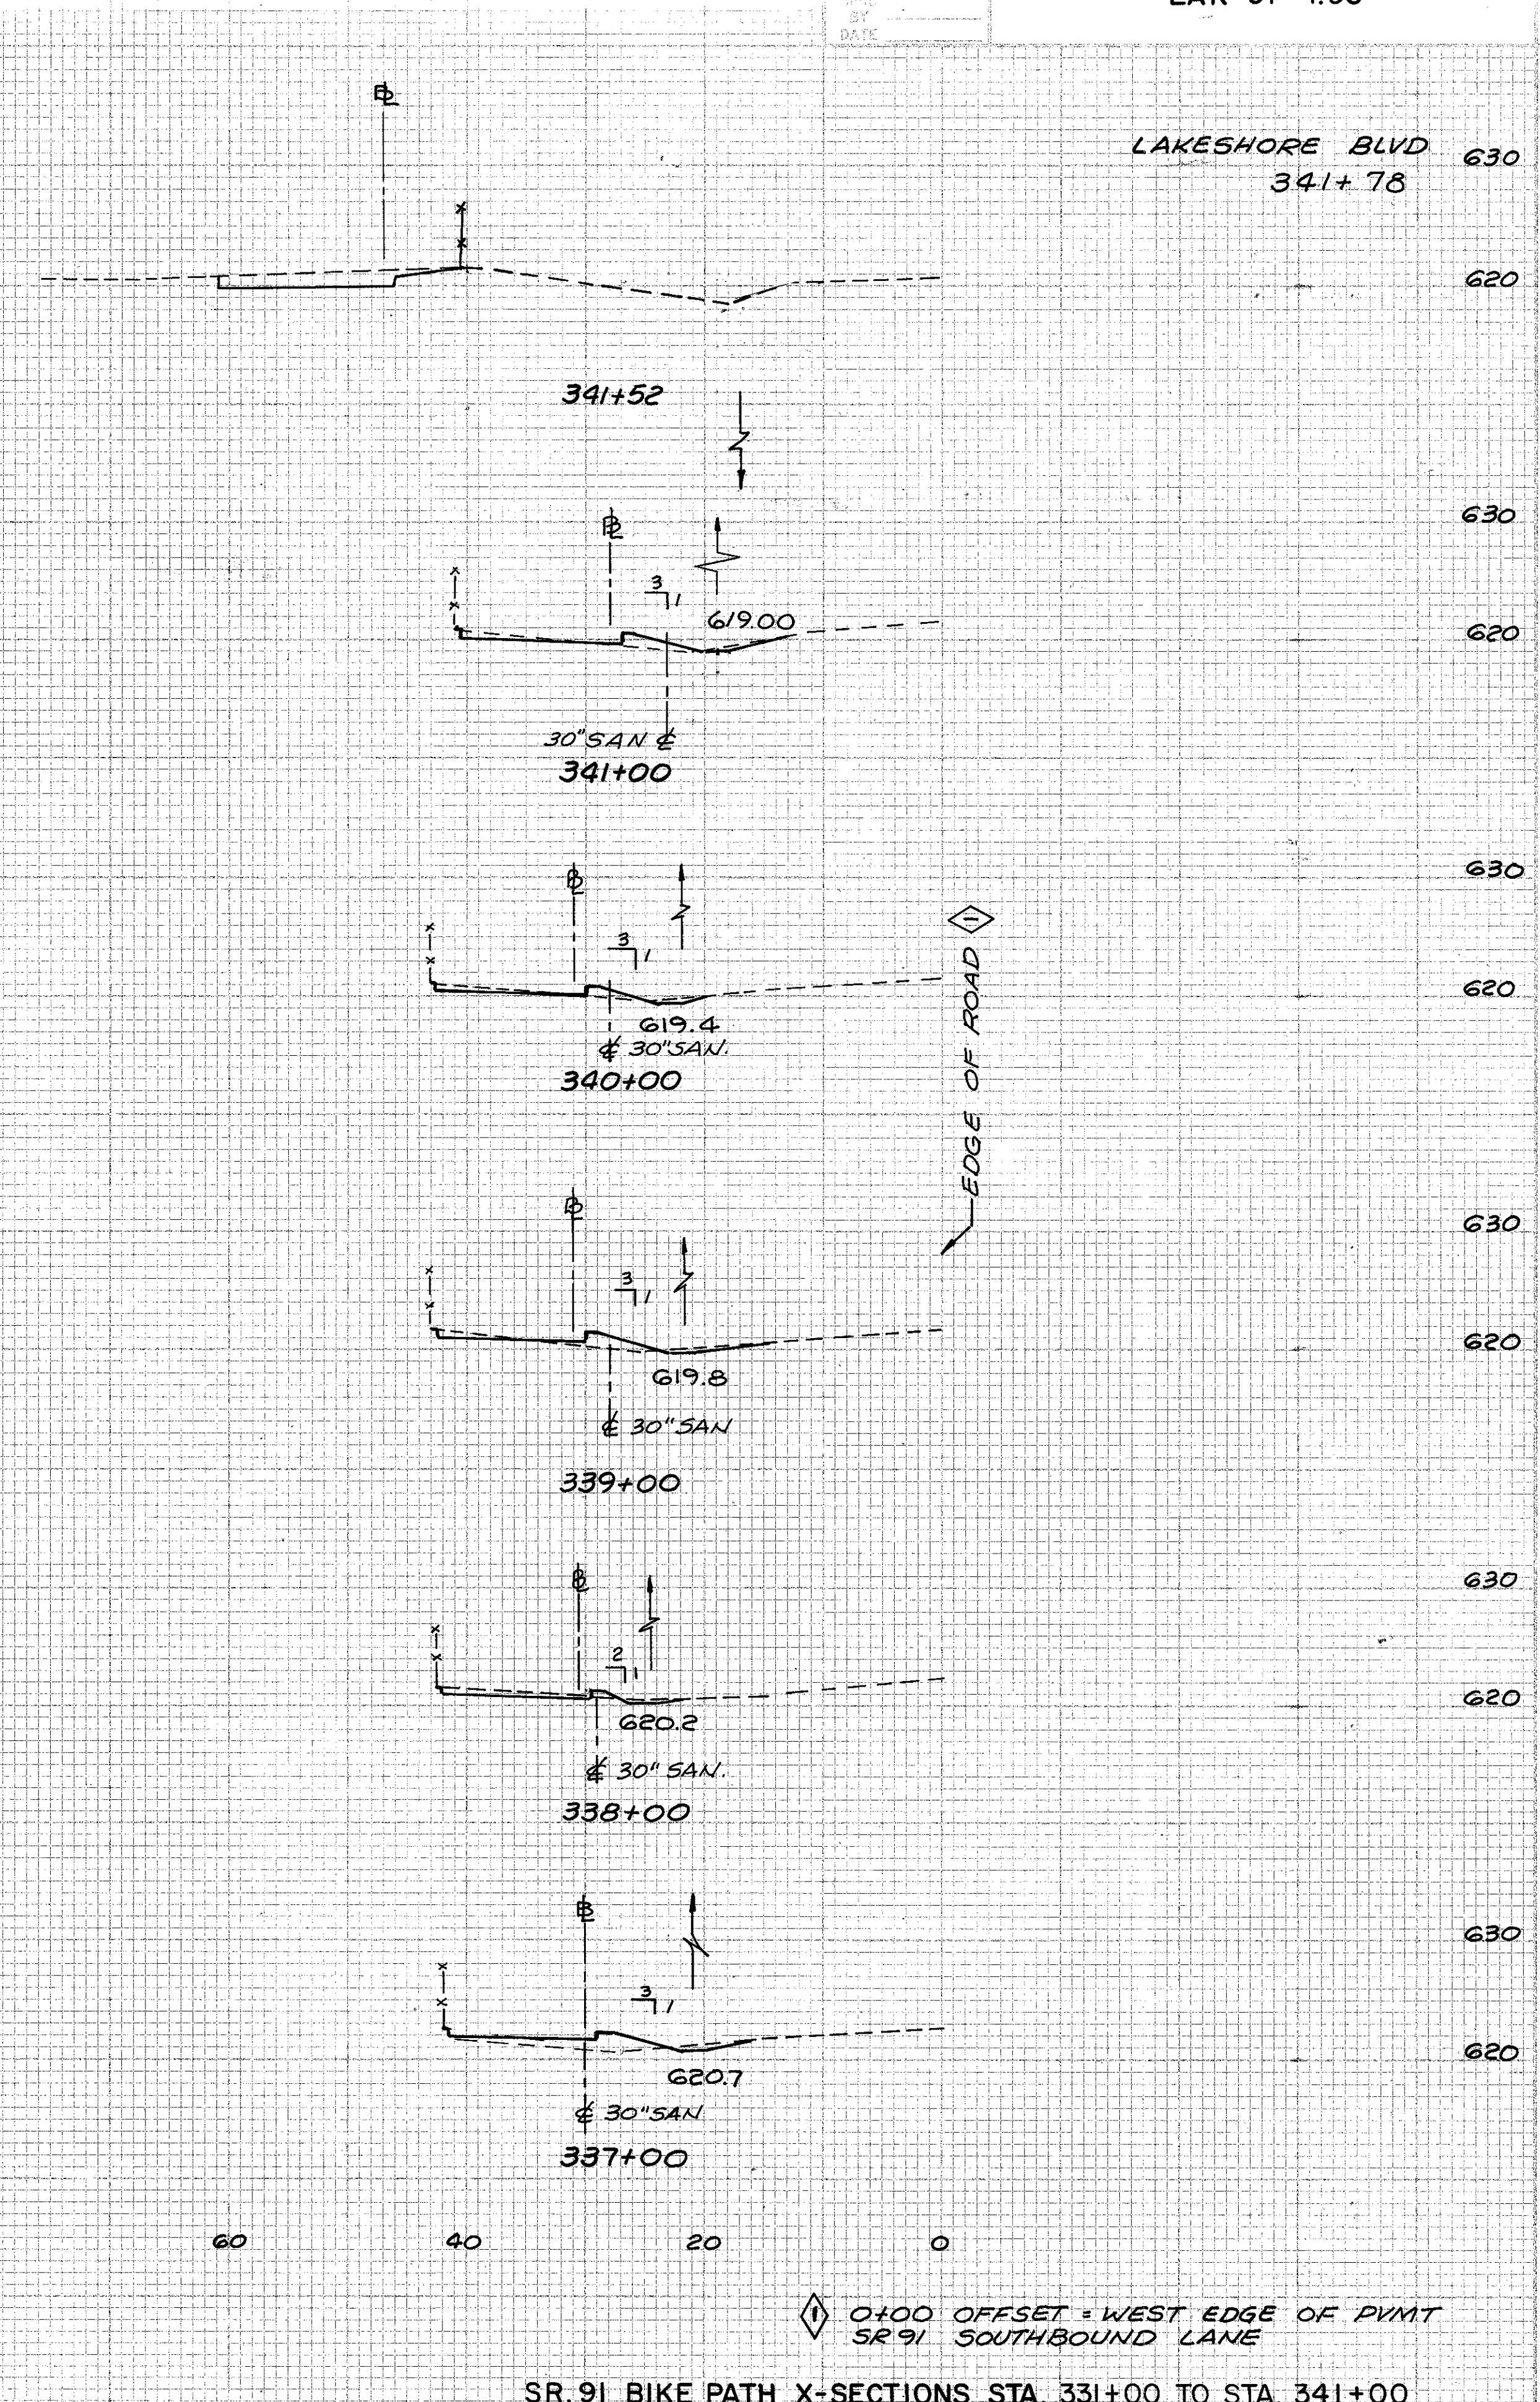 BY
DATE
LAKESHORE BLVD 630
341+78
620
341+52
630
3
1
619.00
620
30" SAN ℄
341+00
630
3
1
620
619.4
℄ 30" SAN.
340+00
1
EDGE OF ROAD
630
3
1
620
619.8
℄ 30" SAN
339+00
630
2
1
620
620.2
℄ 30" SAN.
338+00
630
3
1
620
620.7
℄ 30" SAN
337+00
60 40 20 0
1 0+00 OFFSET = WEST EDGE OF PVMT
SR 91 SOUTHBOUND LANE
SR. 91 BIKE PATH X-SECTIONS STA. 331+00 TO STA. 341+00